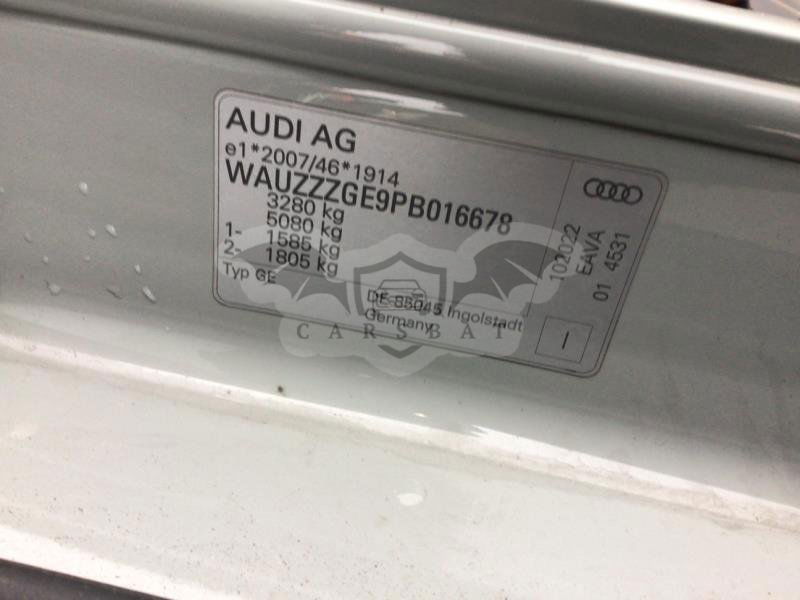 AUDI AG
e1*2007/46*1914
WAUZZZGE9PB016678
3280 kg
5080 kg
1- 1585 kg
2- 1805 kg
Typ GE
DE-85045 Ingolstadt
Germany
102022
EAVA
01 4531
I
CARSBAT